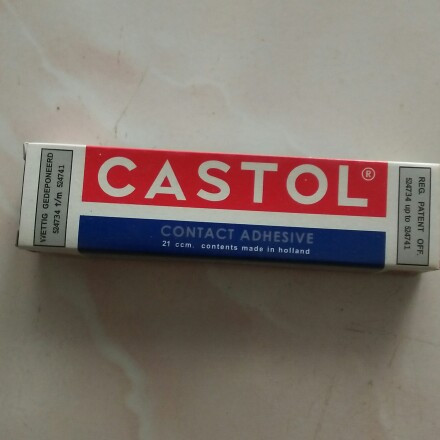 WETTIG GEDEPONEERD
524734 t/m 524741
CASTOL®
CONTACT ADHESIVE
21 ccm. contents made in holland
REG. PATENT OFF.
524734 up to 524741